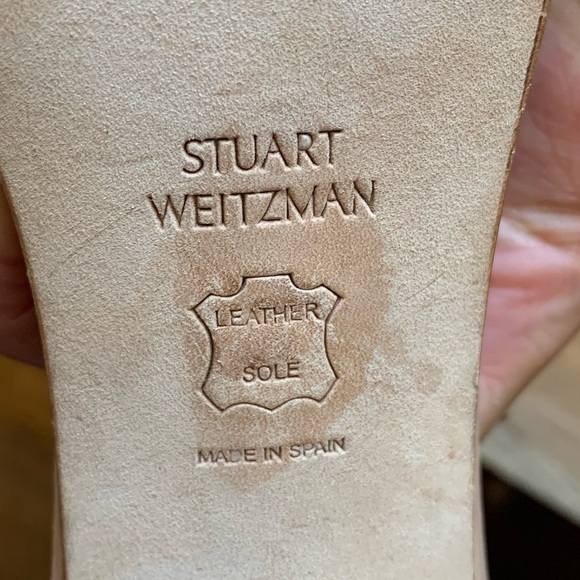 STUART
WEITZMAN
LEATHER
SOLE
MADE IN SPAIN